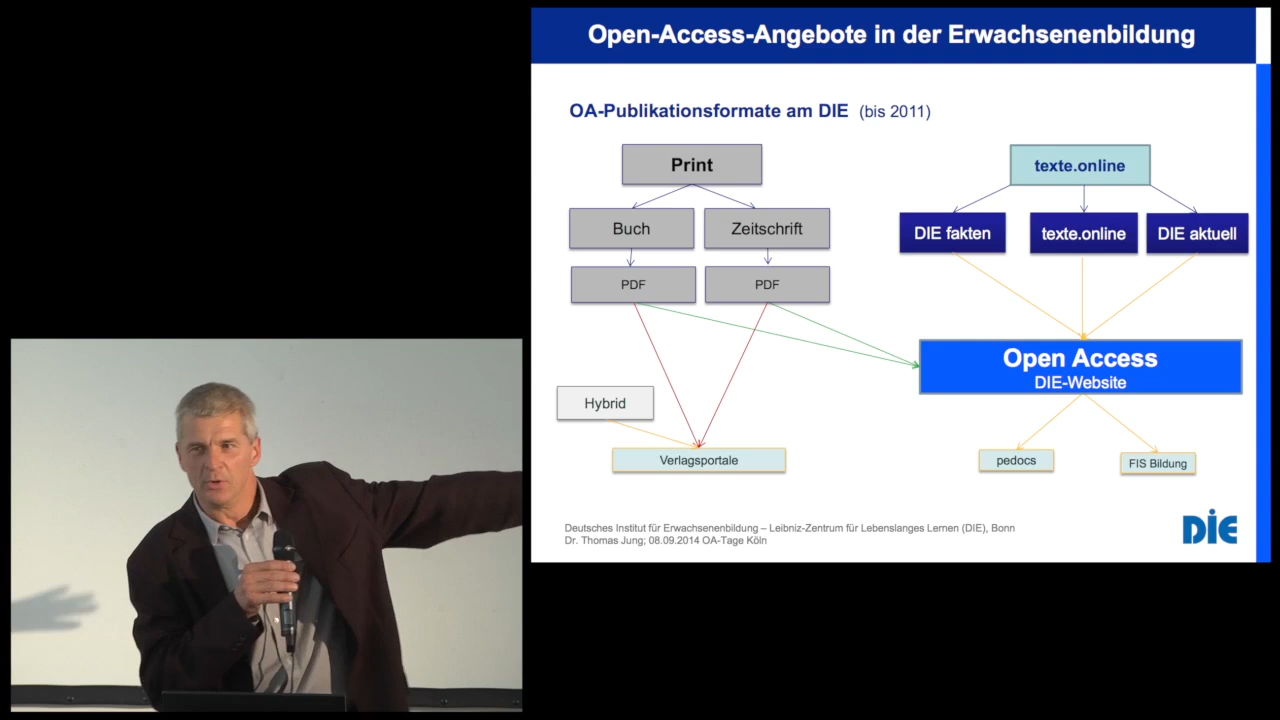 Open-Access-Angebote in der Erwachsenenbildung
OA-Publikationsformate am DIE (bis 2011)
Print
texte.online
Buch
Zeitschrift
DIE fakten
texte.online
DIE aktuell
PDF
PDF
Open Access
DIE-Website
Hybrid
Verlagsportale
pedocs
FIS Bildung
Deutsches Institut für Erwachsenenbildung – Leibniz-Zentrum für Lebenslanges Lernen (DIE), Bonn
Dr. Thomas Jung; 08.09.2014 OA-Tage Köln
DIE